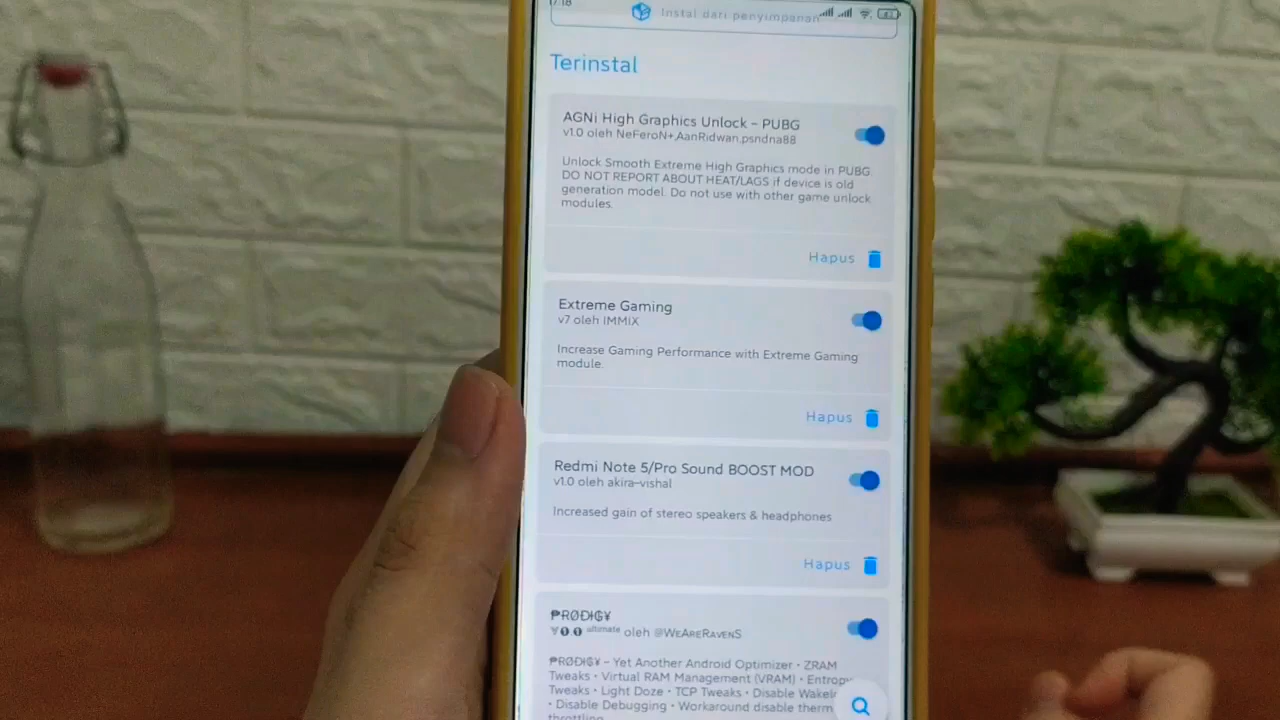 Instal dari penyimpanan
Terinstal
AGNi High Graphics Unlock - PUBG
v1.0 oleh NeFeroN+,AanRidwan,psndna88
Unlock Smooth Extreme High Graphics mode in PUBG.
DO NOT REPORT ABOUT HEAT/LAGS if device is old
generation model. Do not use with other game unlock
modules.
Hapus
Extreme Gaming
v7 oleh IMMIX
Increase Gaming Performance with Extreme Gaming
module.
Hapus
Redmi Note 5/Pro Sound BOOST MOD
v1.0 oleh akira-vishal
Increased gain of stereo speakers & headphones
Hapus
₱RØDɨG¥
ultimate oleh @WeAreRavenS
₱RØDɨG¥ - Yet Another Android Optimizer • ZRAM
Tweaks • Virtual RAM Management (VRAM) • Entropy
Tweaks • Light Doze • TCP Tweaks • Disable
• Disable Debugging • Workaround disable
throttling